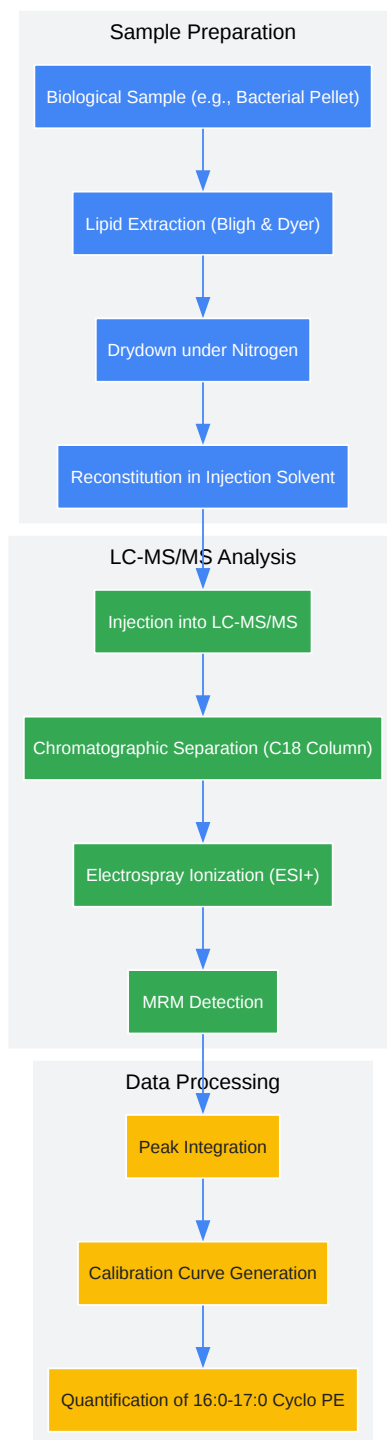 Sample Preparation
Biological Sample (e.g., Bacterial Pellet)
Lipid Extraction (Bligh & Dyer)
Drydown under Nitrogen
Reconstitution in Injection Solvent
LC-MS/MS Analysis
Injection into LC-MS/MS
Chromatographic Separation (C18 Column)
Electrospray Ionization (ESI+)
MRM Detection
Data Processing
Peak Integration
Calibration Curve Generation
Quantification of 16:0-17:0 Cyclo PE